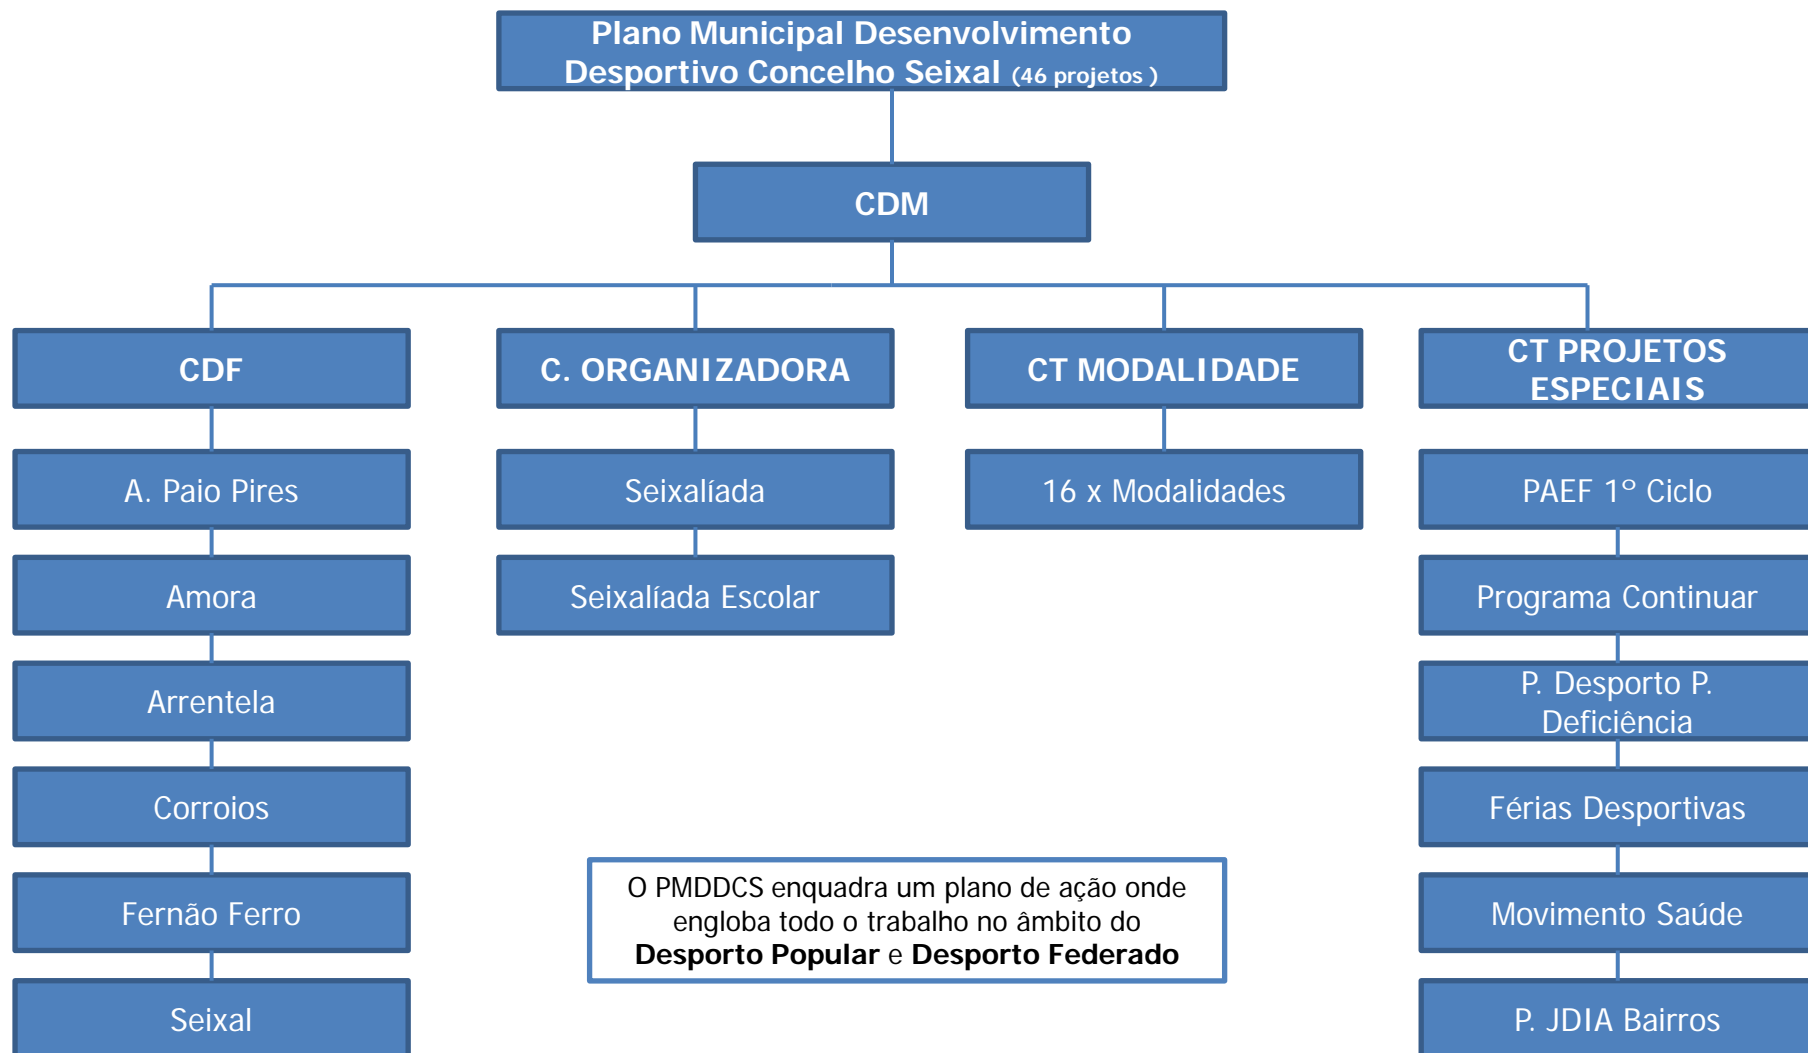 Plano Municipal Desenvolvimento
Desportivo Concelho Seixal (46 projetos )
CDM
CDF
C. ORGANIZADORA
CT MODALIDADE
CT PROJETOS
ESPECIAIS
A. Paio Pires
Seixalíada
16 x Modalidades
PAEF 1º Ciclo
Amora
Seixalíada Escolar
Programa Continuar
Arrentela
P. Desporto P.
Deficiência
Corroios
Férias Desportivas
Fernão Ferro
O PMDDCS enquadra um plano de ação onde
engloba todo o trabalho no âmbito do
Desporto Popular e Desporto Federado
Movimento Saúde
Seixal
P. JDIA Bairros